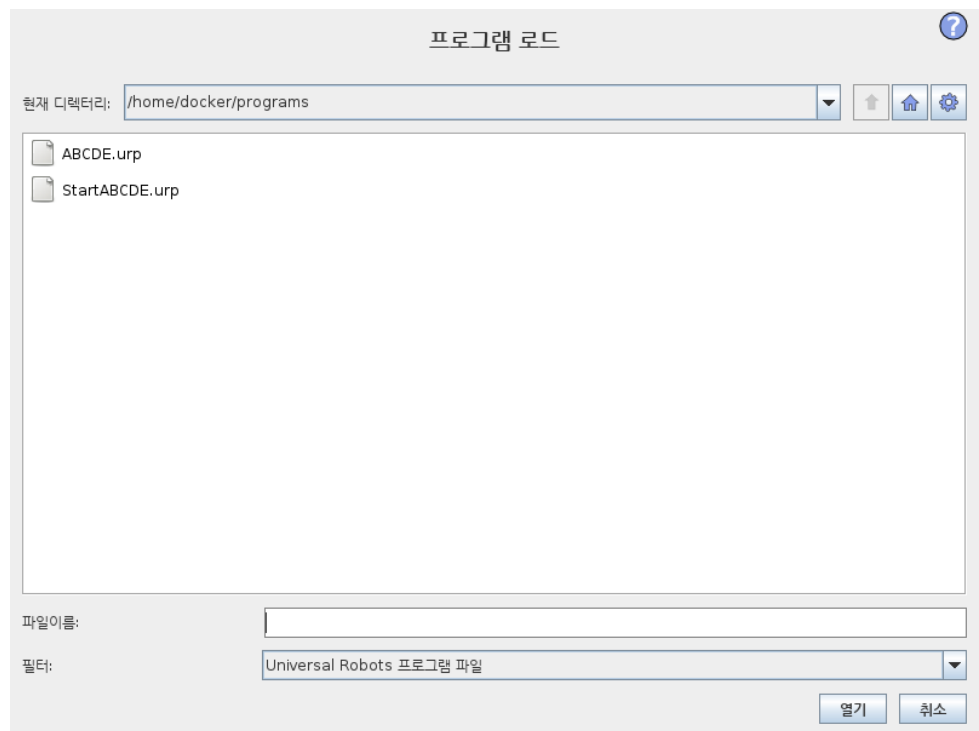 프로그램 로드
?
현재 디렉터리: /home/docker/programs
ABCDE.urp
StartABCDE.urp
파일이름:
필터: Universal Robots 프로그램 파일
열기 취소